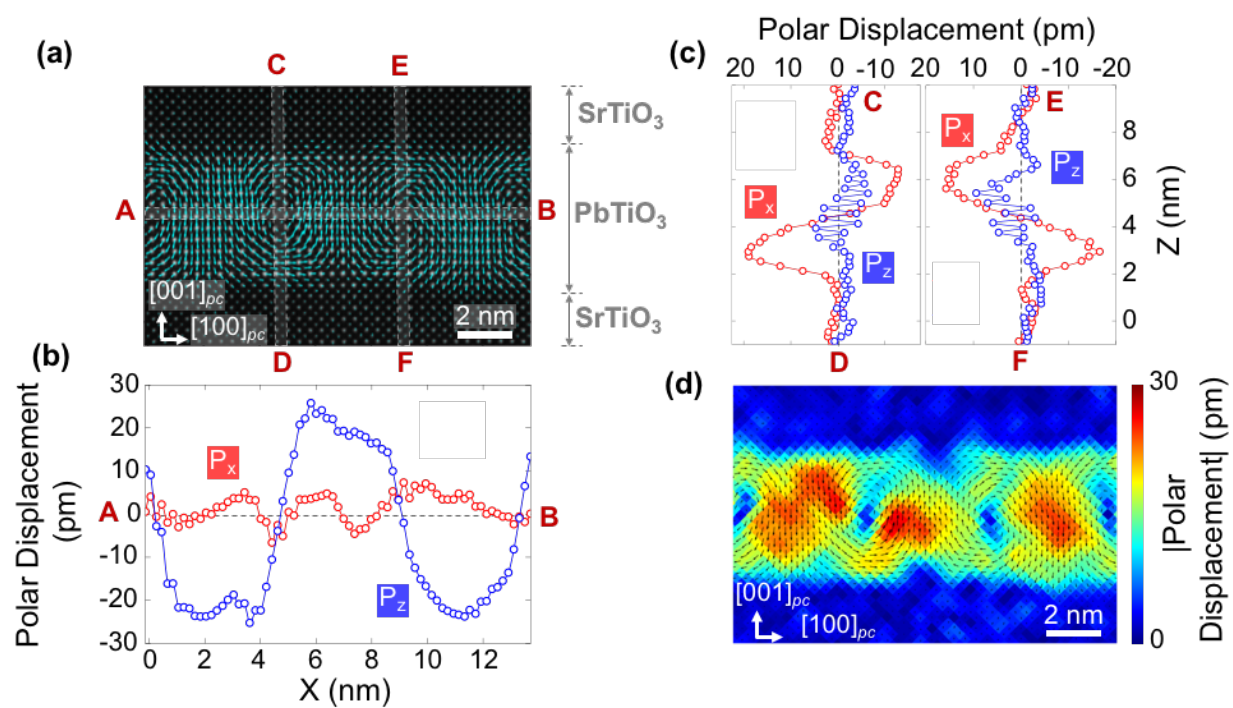 (a)
C
E
A
B
SrTiO3
PbTiO3
SrTiO3
[001]pc
[100]pc
2 nm
D
F
(b)
Polar Displacement
(pm)
30
20
10
0
-10
-20
-30
A
B
Px
Pz
0
2
4
6
8
10
12
X (nm)
Polar Displacement (pm)
(c)
20
10
0
-10
20
10
0
-10
-20
C
E
Px
Pz
Px
Pz
8
6
4
2
0
Z (nm)
D
F
(d)
30
0
|Polar
Displacement| (pm)
[001]pc
[100]pc
2 nm